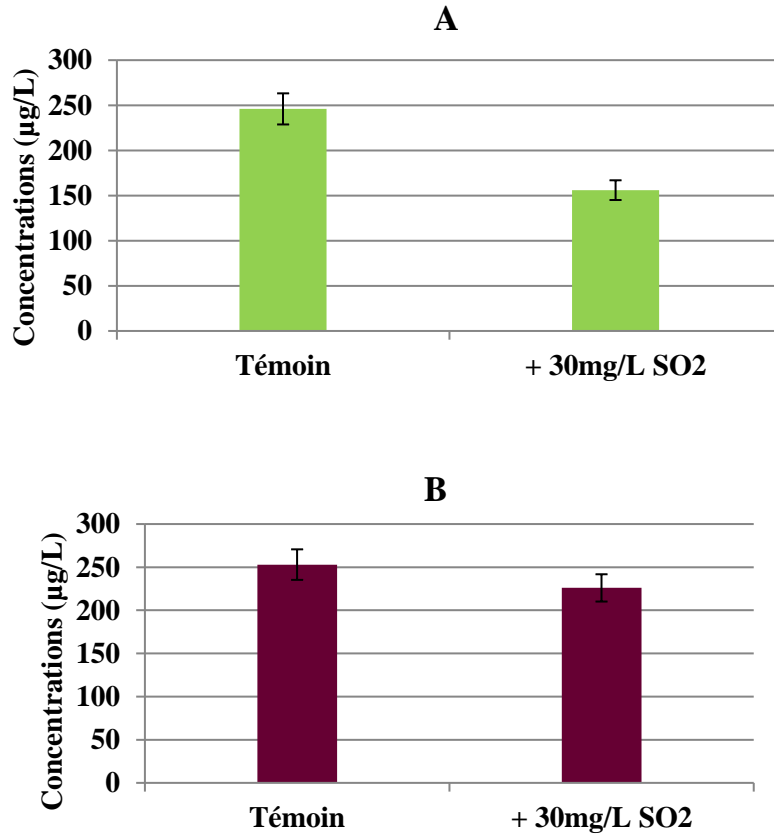 A
Concentrations (µg/L)
300
250
200
150
100
50
0
Témoin
+ 30mg/L SO2
B
Concentrations (µg/L)
300
250
200
150
100
50
0
Témoin
+ 30mg/L SO2